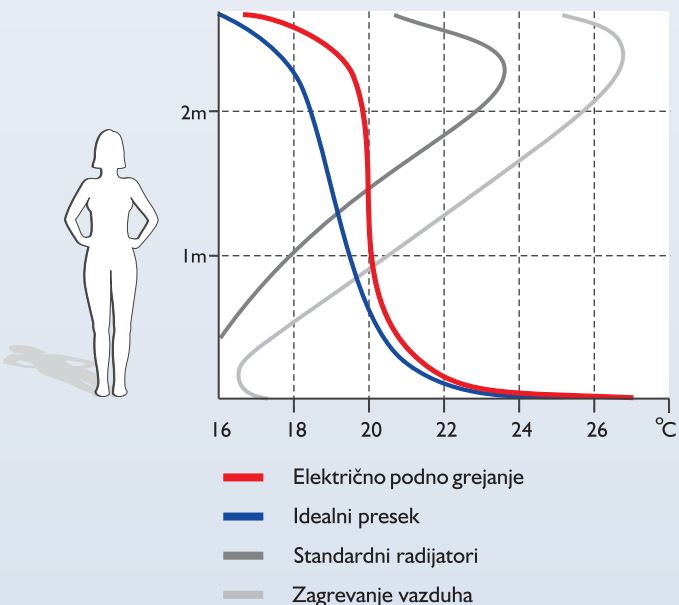 2m
1m
16 18 20 22 24 26 °C
Električno podno grejanje
Idealni presek
Standardni radijatori
Zagrevanje vazduha